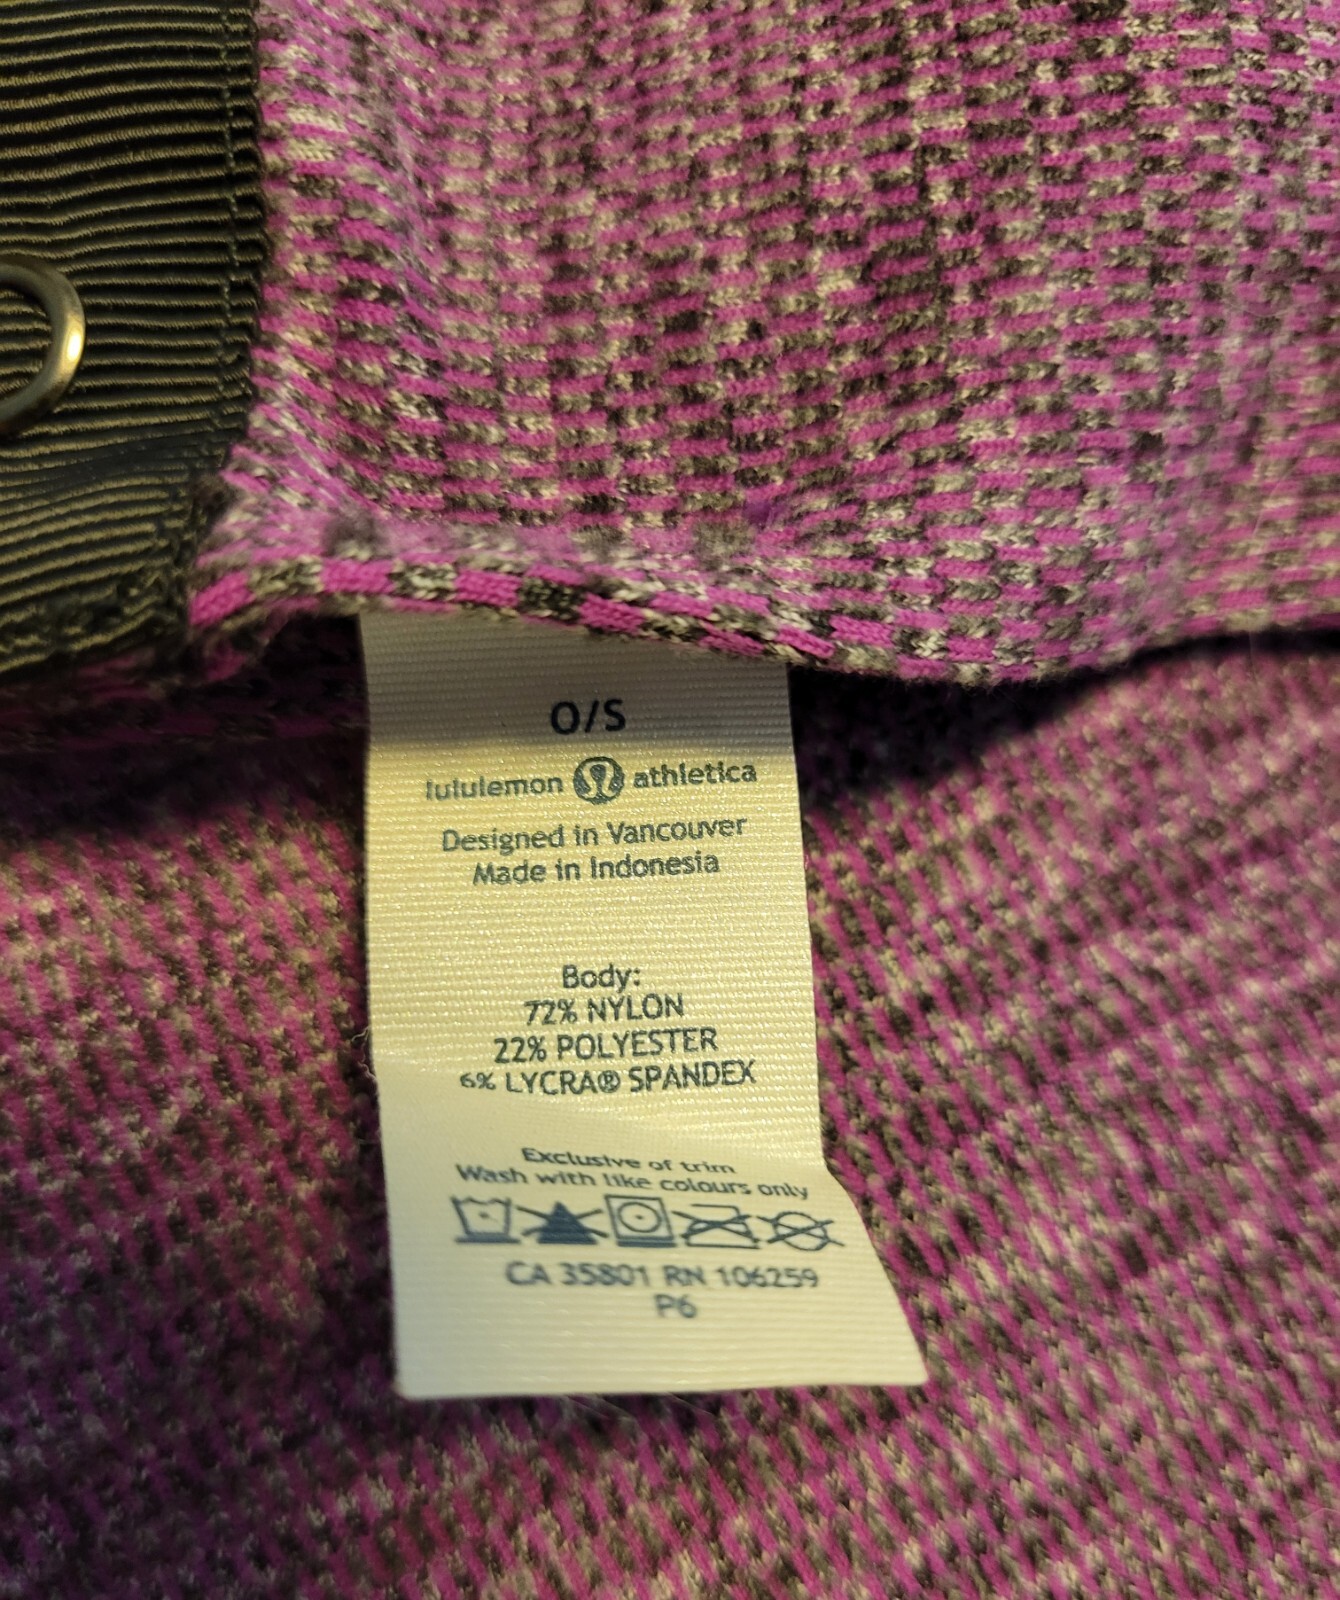 O/S
lululemon athletica
Designed in Vancouver
Made in Indonesia
Body:
72% NYLON
22% POLYESTER
6% LYCRA® SPANDEX
Exclusive of trim
Wash with like colours only
CA 35801 RN 106259
P6